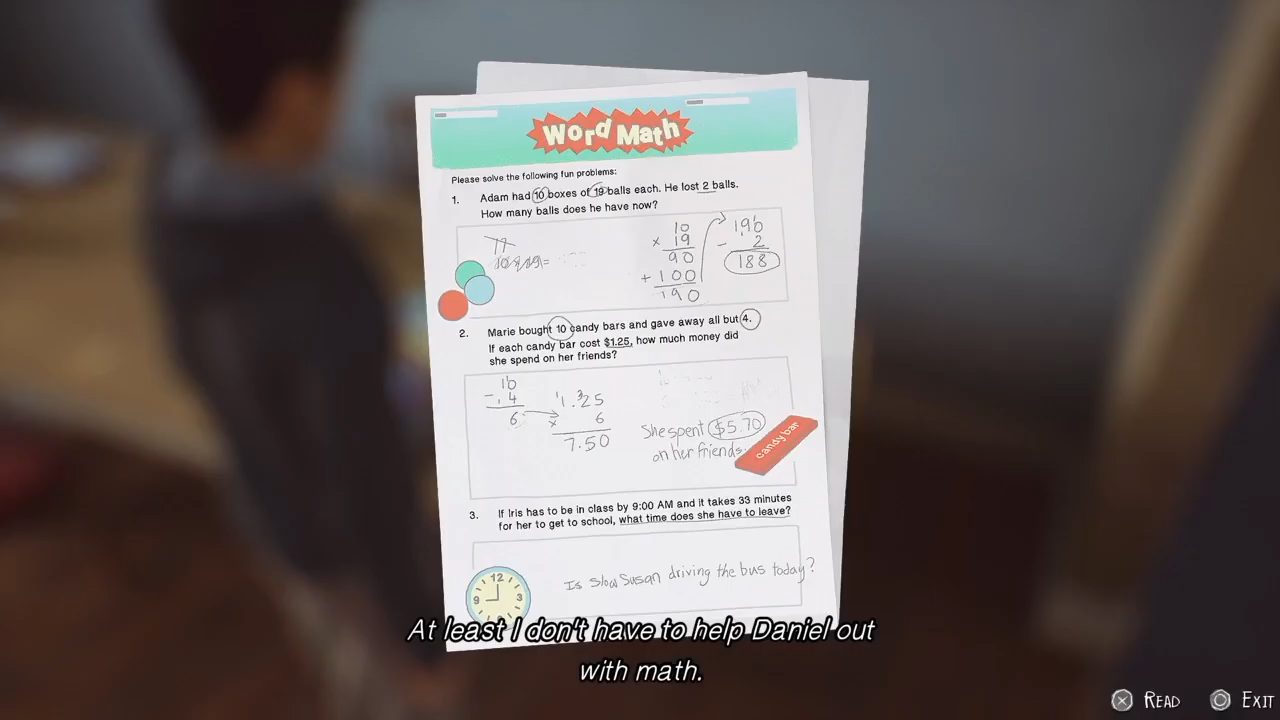 Word Math
Please solve the following fun problems:
1. Adam had 10 boxes of 19 balls each. He lost 2 balls.
How many balls does he have now?
10
x 19
90
+ 100
190
190
- 2
188
2. Marie bought 10 candy bars and gave away all but 4.
If each candy bar cost $1.25, how much money did
she spend on her friends?
10
- 4
6
1.25
x 6
7.50
She spent $5.70
on her friends.
candy bar
3. If Iris has to be in class by 9:00 AM and it takes 33 minutes
for her to get to school, what time does she have to leave?
12
9 3
Is Slow Susan driving the bus today?
At least I don't have to help Daniel out
with math.
READ EXIT